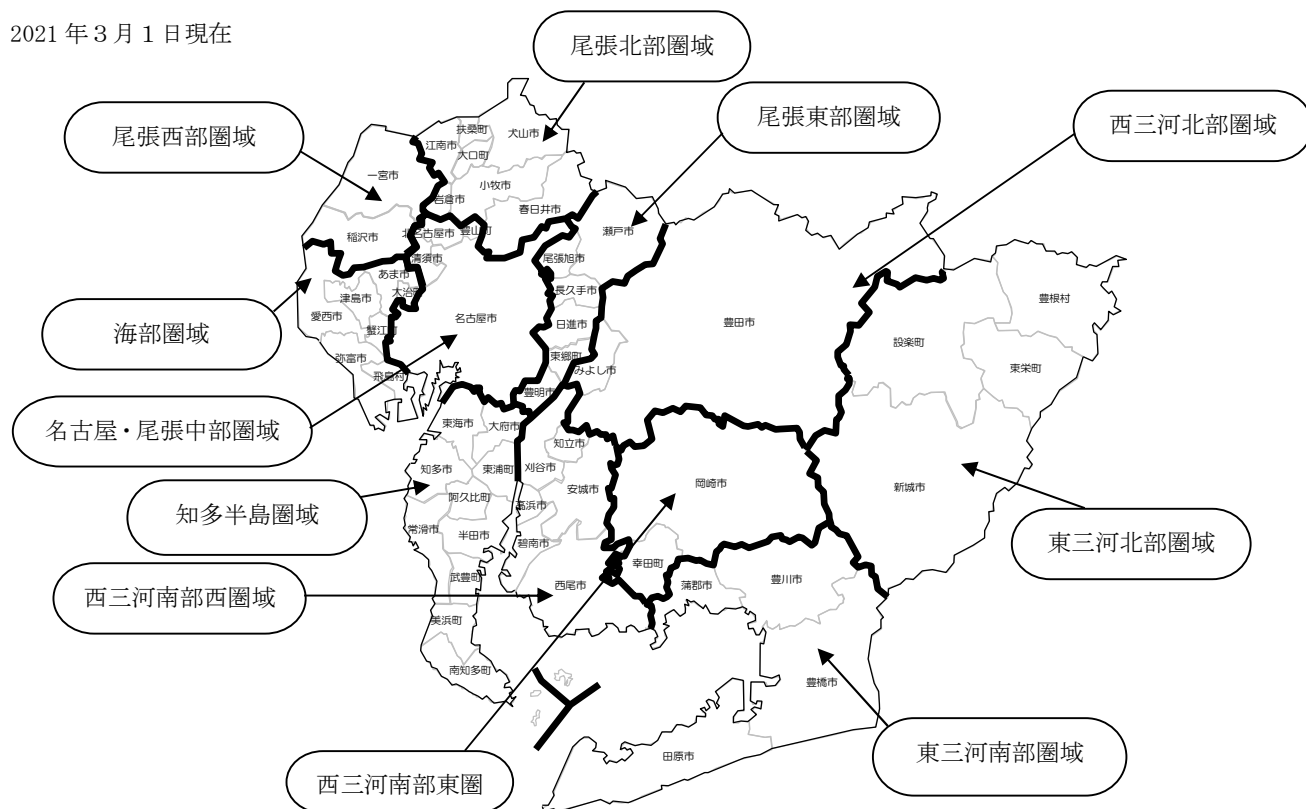 2021 年３月１日現在
尾張北部圏域
尾張西部圏域
尾張東部圏域
西三河北部圏域
扶桑町
犬山市
江南市
大口町
一宮市
小牧市
岩倉市
春日井市
稲沢市
北名古屋市
豊山町
瀬戸市
清須市
尾張旭市
あま市
大治町
長久手市
津島市
愛西市
名古屋市
蟹江町
日進市
豊田市
豊根村
設楽町
海部圏域
弥富市
飛島村
東郷町
みよし市
東栄町
豊明市
名古屋・尾張中部圏域
東海市
大府市
知立市
知多市
東浦町
刈谷市
安城市
岡崎市
新城市
阿久比町
高浜市
知多半島圏域
常滑市
半田市
碧南市
東三河北部圏域
幸田町
武豊町
西尾市
蒲郡市
豊川市
西三河南部西圏域
美浜町
南知多町
豊橋市
田原市
東三河南部圏域
西三河南部東圏